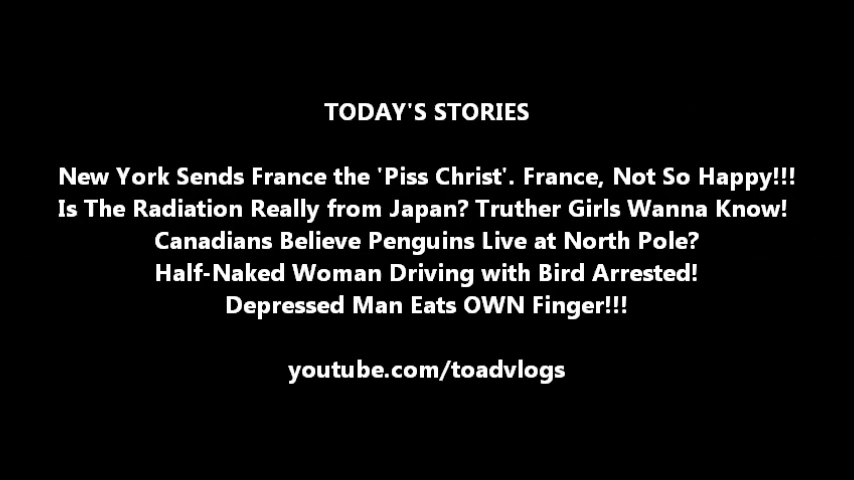 TODAY'S STORIES
New York Sends France the 'Piss Christ'. France, Not So Happy!!!
Is The Radiation Really from Japan? Truther Girls Wanna Know!
Canadians Believe Penguins Live at North Pole?
Half-Naked Woman Driving with Bird Arrested!
Depressed Man Eats OWN Finger!!!
youtube.com/toadvlogs